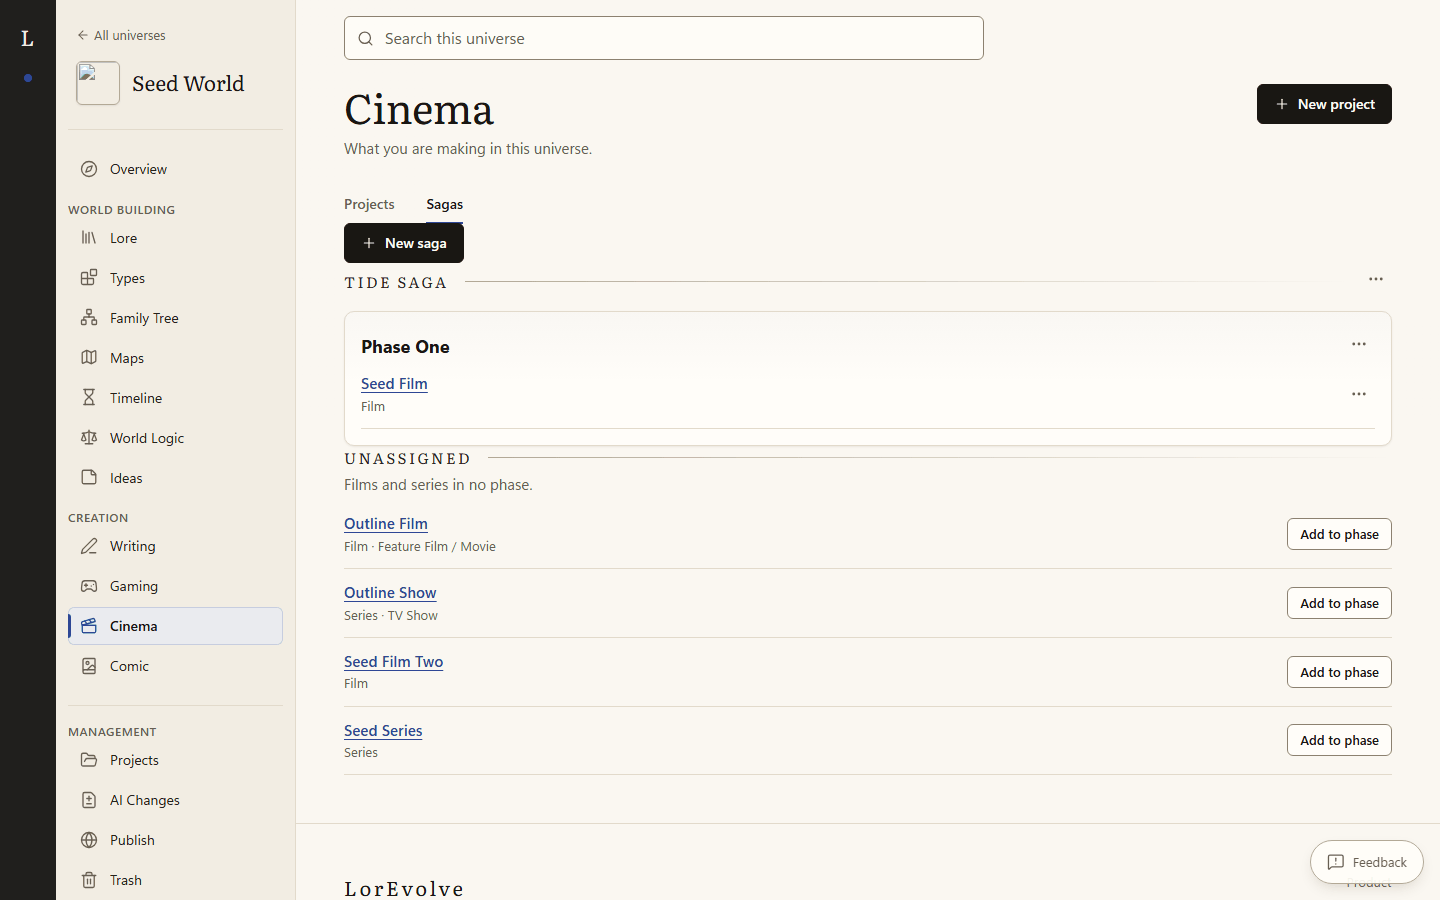 L
All universes
Seed World
Overview
WORLD BUILDING
Lore
Types
Family Tree
Maps
Timeline
World Logic
Ideas
CREATION
Writing
Gaming
Cinema
Comic
MANAGEMENT
Projects
AI Changes
Publish
Trash
Search this universe
Cinema
New project
What you are making in this universe.
Projects Sagas
New saga
TIDE SAGA
Phase One
Seed Film
Film
UNASSIGNED
Films and series in no phase.
Outline Film
Film · Feature Film / Movie
Add to phase
Outline Show
Series · TV Show
Add to phase
Seed Film Two
Film
Add to phase
Seed Series
Series
Add to phase
LorEvolve
Feedback
Product